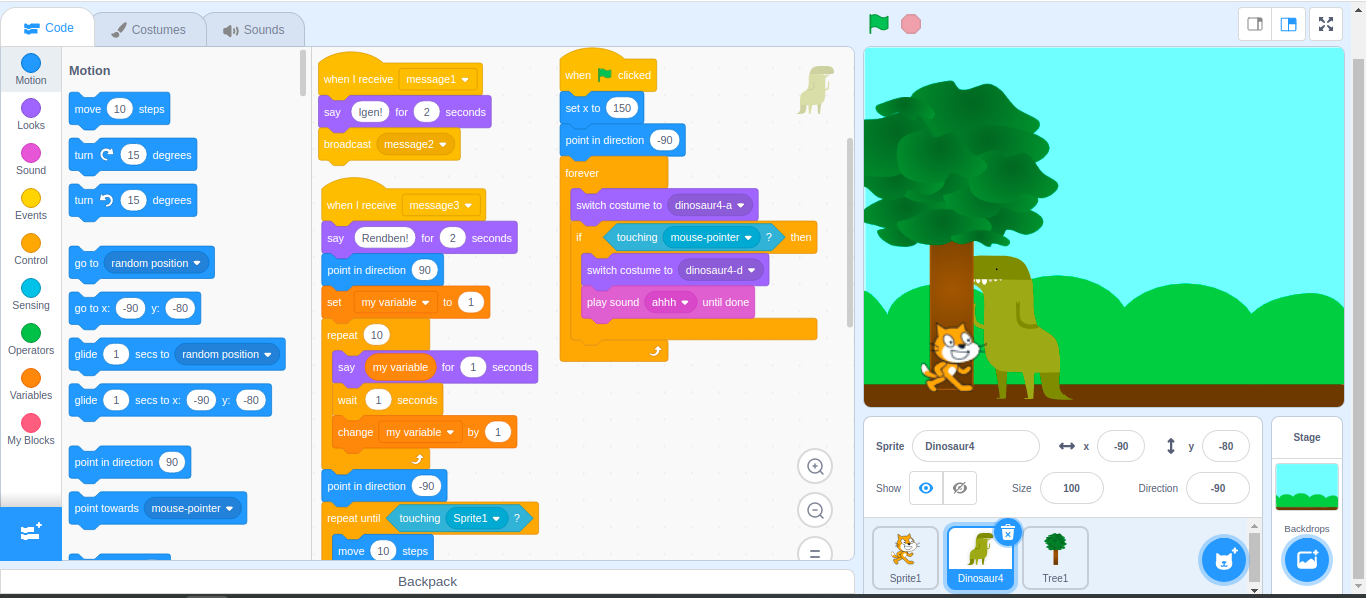 Code
Costumes
Sounds
Motion
Looks
Sound
Events
Control
Sensing
Operators
Variables
My Blocks
Motion
move 10 steps
turn 15 degrees
turn 15 degrees
go to random position
go to x: -90 y: -80
glide 1 secs to random position
glide 1 secs to x: -90 y: -80
point in direction 90
point towards mouse-pointer
when I receive message1
say Igen! for 2 seconds
broadcast message2
when I receive message3
say Rendben! for 2 seconds
point in direction 90
set my variable to 1
repeat 10
say my variable for 1 seconds
wait 1 seconds
change my variable by 1
point in direction -90
repeat until touching Sprite1 ?
move 10 steps
when clicked
set x to 150
point in direction -90
forever
switch costume to dinosaur4-a
if touching mouse-pointer ? then
switch costume to dinosaur4-d
play sound ahhh until done
Backpack
Sprite Dinosaur4 x -90 y -80
Show Size 100 Direction -90
Sprite1
Dinosaur4
Tree1
Stage
Backdrops